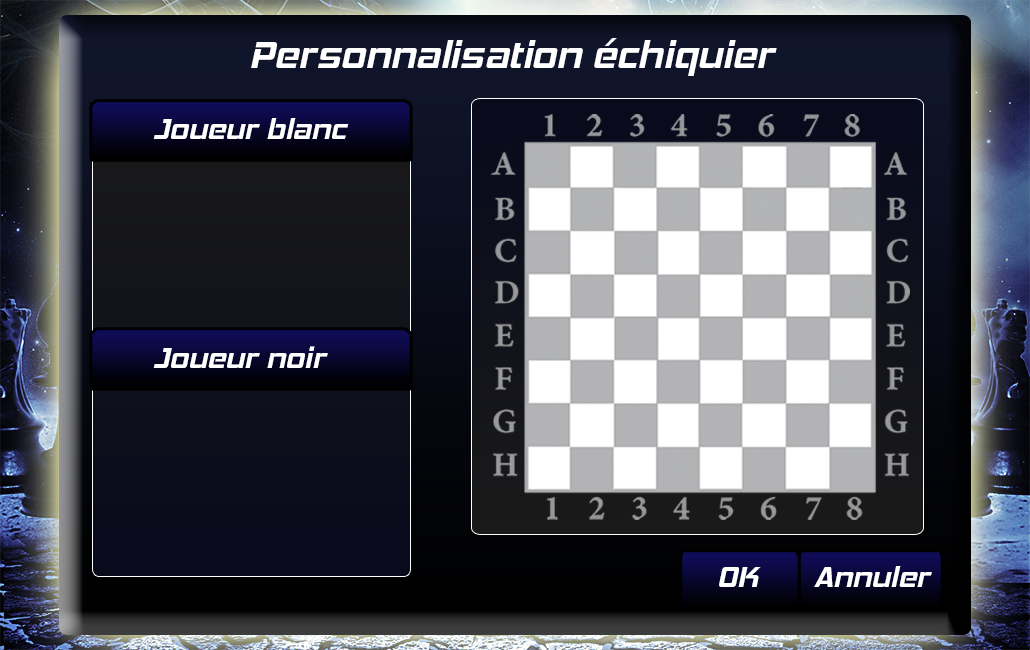 Personnalisation échiquier
Joueur blanc
Joueur noir
1 2 3 4 5 6 7 8
A A
B B
C C
D D
E E
F F
G G
H H
1 2 3 4 5 6 7 8
OK Annuler